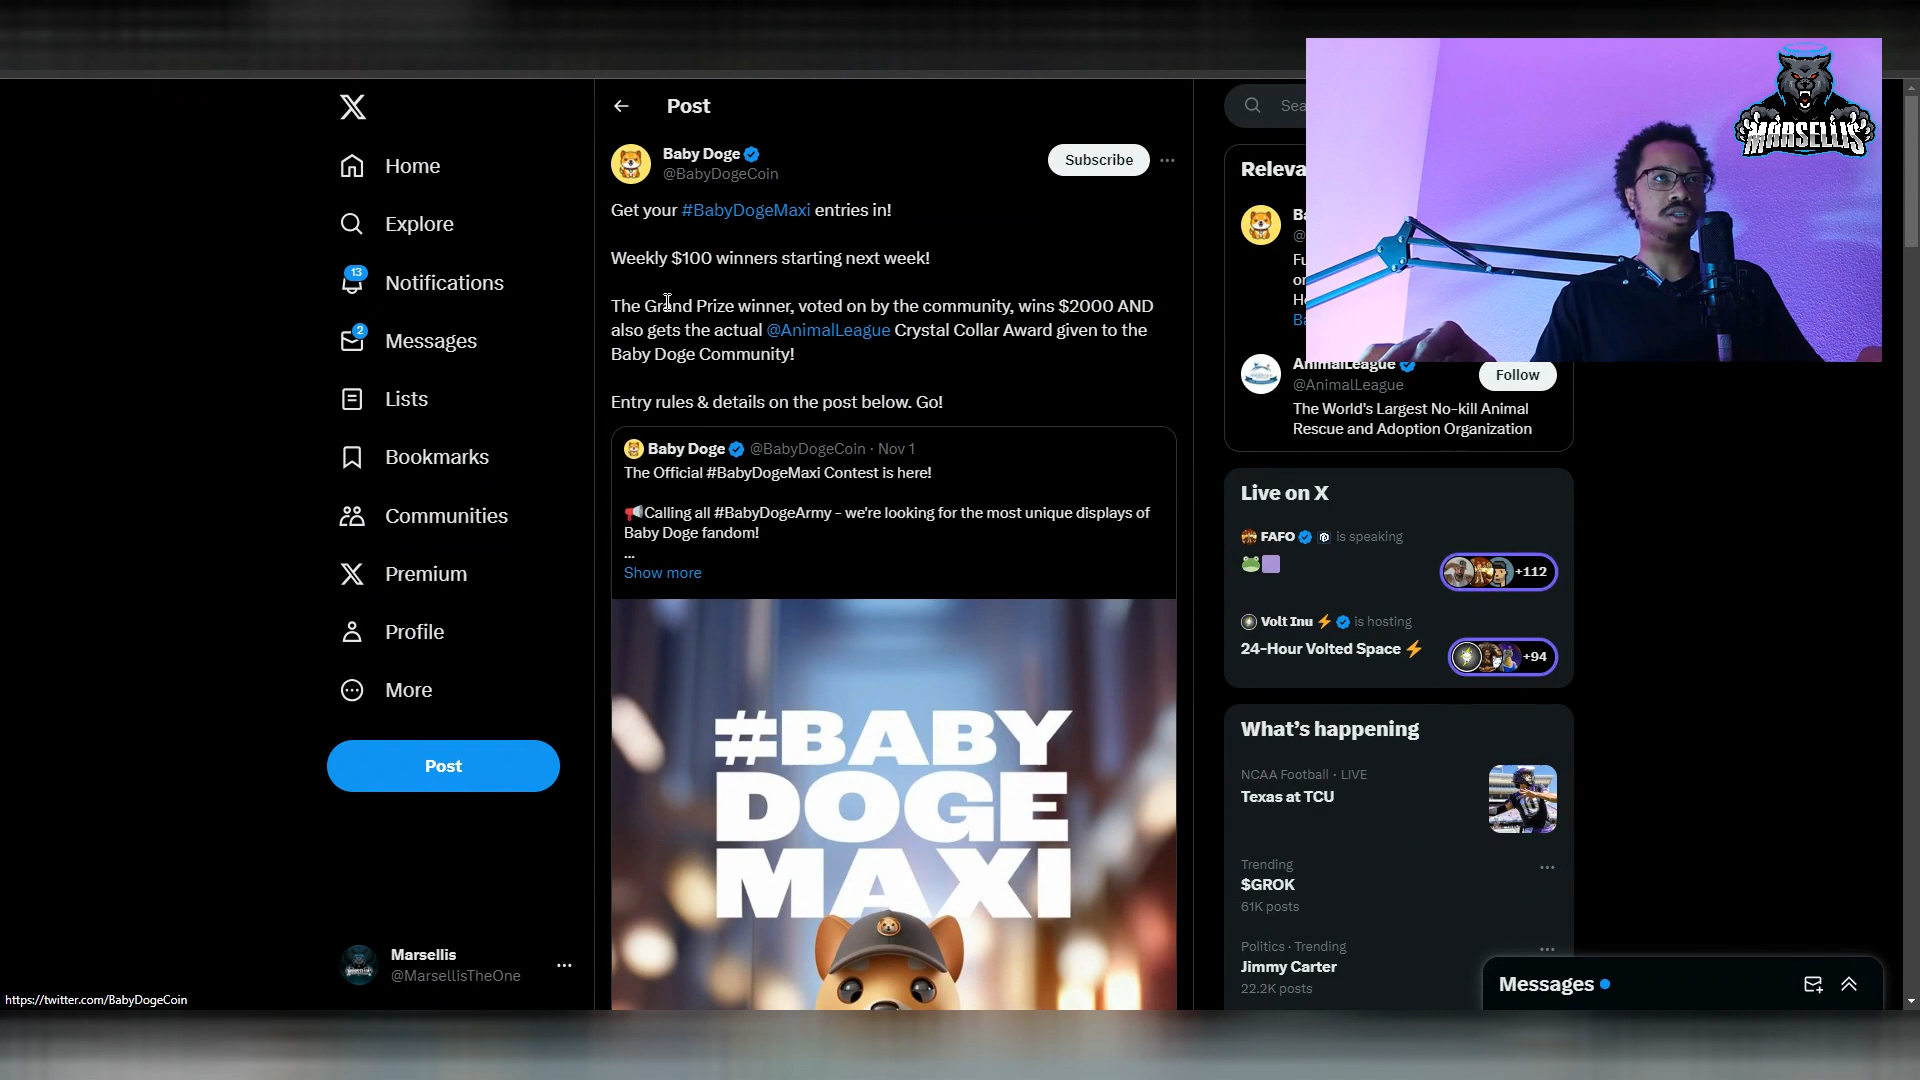 Post
Baby Doge
@BabyDogeCoin
Subscribe
Get your #BabyDogeMaxi entries in!
Weekly $100 winners starting next week!
The Grand Prize winner, voted on by the community, wins $2000 AND
also gets the actual @AnimalLeague Crystal Collar Award given to the
Baby Doge Community!
Entry rules & details on the post below. Go!
Baby Doge @BabyDogeCoin · Nov 1
The Official #BabyDogeMaxi Contest is here!
📢Calling all #BabyDogeArmy - we're looking for the most unique displays of
Baby Doge fandom!
...
Show more
#BABY
DOGE
MAXI
Home
Explore
13
Notifications
2
Messages
Lists
Bookmarks
Communities
Premium
Profile
More
Post
Marsellis
@MarsellisTheOne
https://twitter.com/BabyDogeCoin
MARSELLIS
AnimalLeague
@AnimalLeague
Follow
The World's Largest No-kill Animal
Rescue and Adoption Organization
Live on X
FAFO is speaking
+112
Volt Inu ⚡ is hosting
24-Hour Volted Space ⚡
+94
What's happening
NCAA Football · LIVE
Texas at TCU
Trending
$GROK
61K posts
Politics · Trending
Jimmy Carter
22.2K posts
Messages